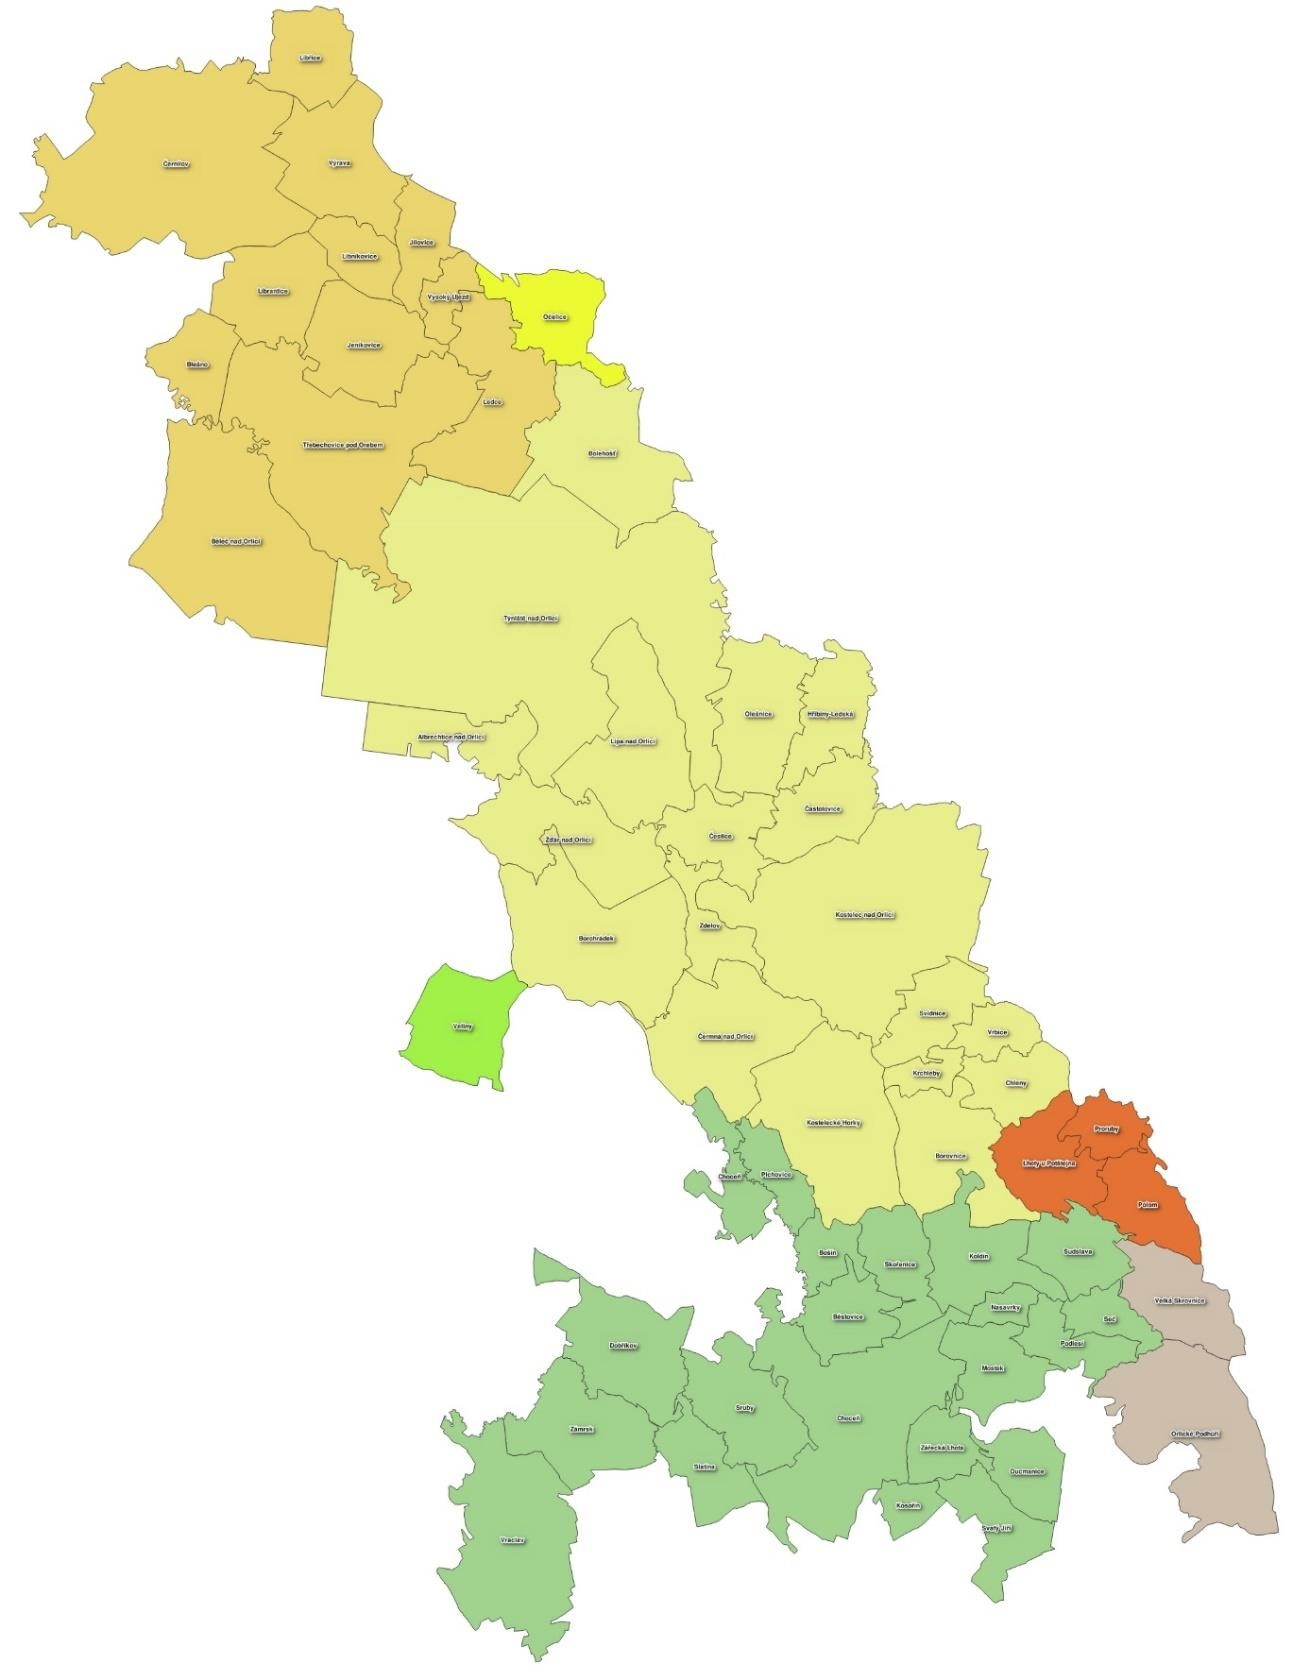 Libřice
Černilov
Výrava
Jílovice
Libníkovice
Librantice
Vysoký Újezd
Očelice
Jeníkovice
Blešno
Ledce
Třebechovice pod Orebem
Bolehošť
Běleč nad Orlicí
Týniště nad Orlicí
Olešnice
Hřibiny-Ledská
Albrechtice nad Orlicí
Lípa nad Orlicí
Častolovice
Čestice
Žďár nad Orlicí
Kostelec nad Orlicí
Zdelov
Borohrádek
Svídnice
Veliny
Vrbice
Čermná nad Orlicí
Krchleby
Chleny
Kostelecké Horky
Proruby
Borovnice
Lhoty u Potštejna
Choceň
Plchovice
Polom
Bošín
Sudslava
Koldín
Skořenice
Velká Skrovnice
Nasavrky
Běstovice
Seč
Podlesí
Dobříkov
Mostek
Sruby
Choceň
Zámrsk
Orlické Podhůří
Zářecká Lhota
Slatina
Oucmanice
Kosořín
Svatý Jiří
Vraclav